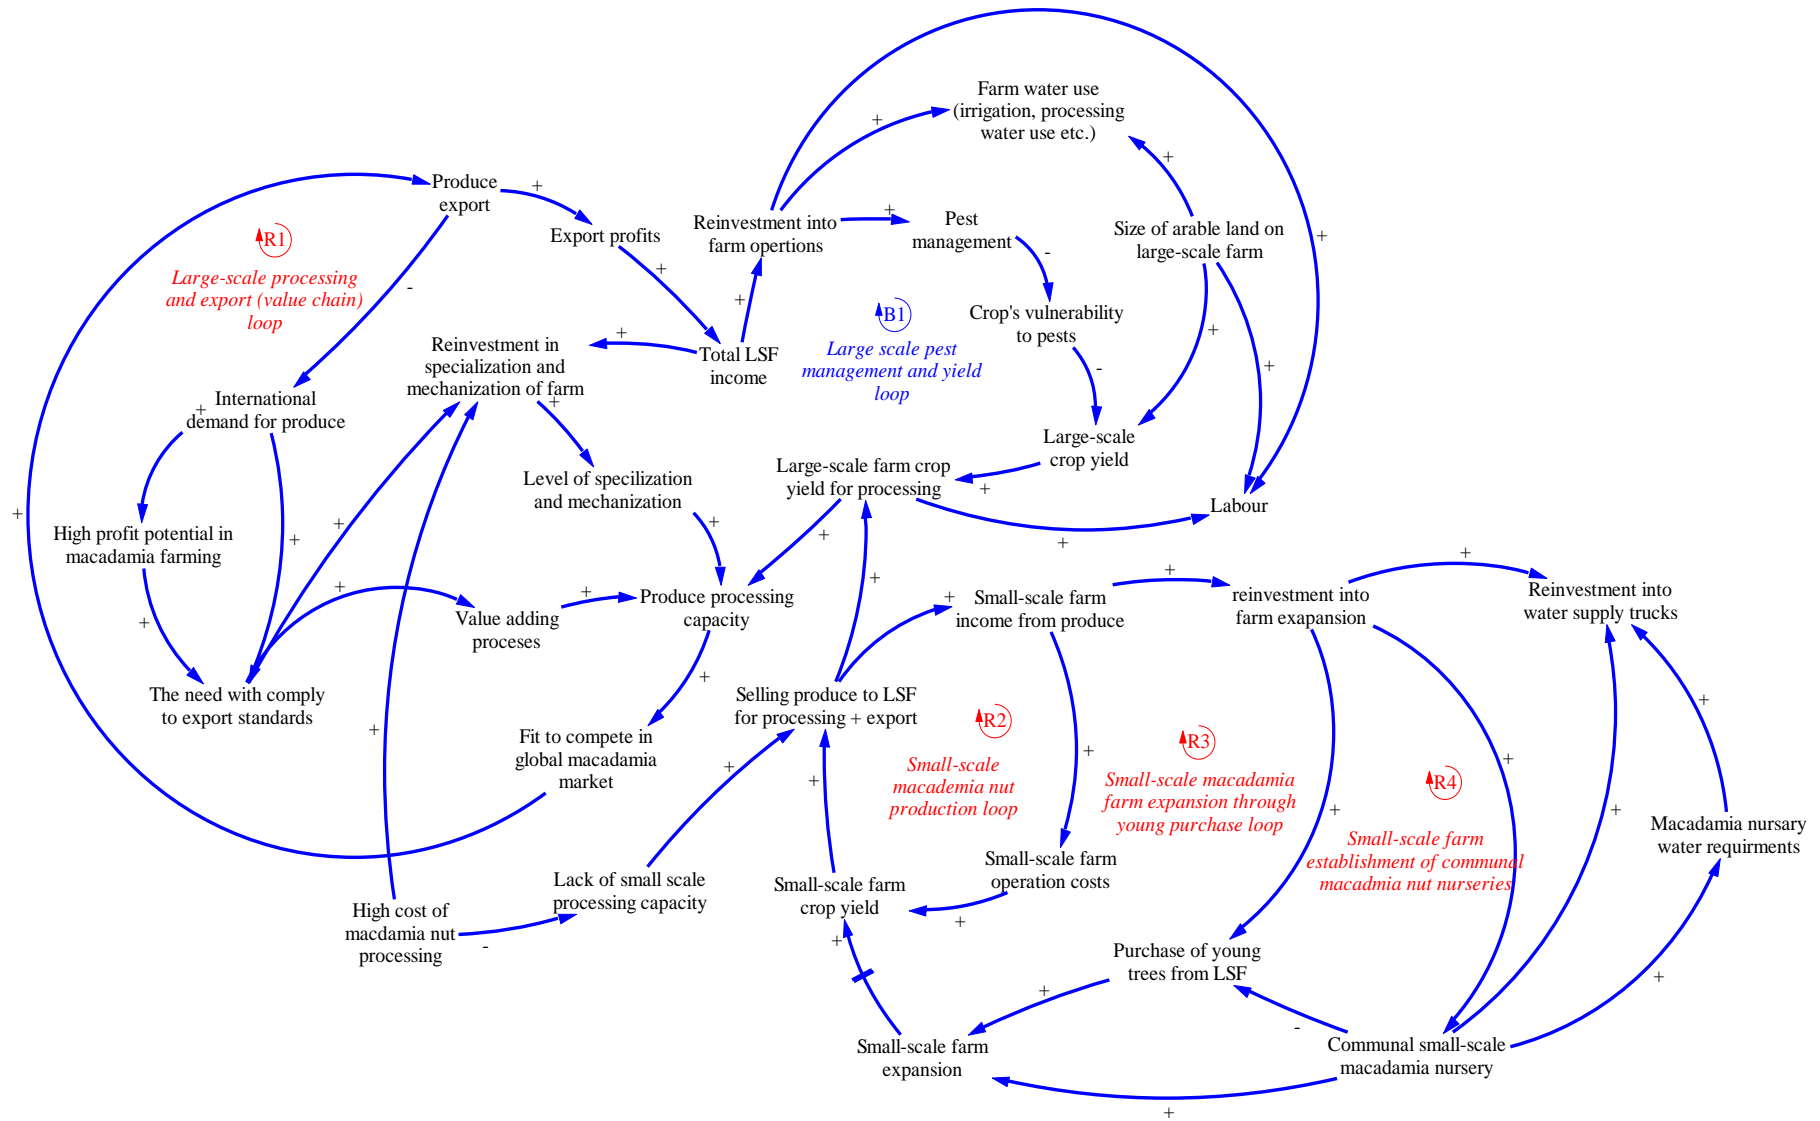 Farm water use
(irrigation, processing
water use etc.)
+
+
+
Produce
export
+
Export profits
+
Reinvestment into
farm opertions
+
Pest
management
-
Size of arable land on
large-scale farm
+
R1
Large-scale processing
and export (value chain)
loop
-
+
+
Crop's vulnerability
to pests
-
+
+
B1
Large scale pest
management and yield
loop
Reinvestment in
specialization and
mechanization of farm
+
Total LSF
income
International
demand for produce
+
+
Level of specilization
and mechanization
+
Large-scale farm crop
yield for processing
+
+
+
Large-scale
crop yield
+
Labour
High profit potential in
macadamia farming
+
+
+
+
+
The need with comply
to export standards
Value adding
proceses
+
Produce processing
capacity
+
Small-scale farm
income from produce
+
+
reinvestment into
farm exapansion
+
Reinvestment into
water supply trucks
+
+
Selling produce to LSF
for processing + export
+
+
+
Fit to compete in
global macadamia
market
R2
Small-scale
macademia nut
production loop
+
R3
Small-scale macadamia
farm expansion through
young purchase loop
+
+
R4
Small-scale farm
establishment of communal
macadmia nut nurseries
+
+
Macadamia nursary
water requirments
+
High cost of
macdamia nut
processing
-
Lack of small scale
processing capacity
Small-scale farm
crop yield
+
Small-scale farm
operation costs
+
Purchase of young
trees from LSF
+
-
Small-scale farm
expansion
Communal small-scale
macadamia nursery
+